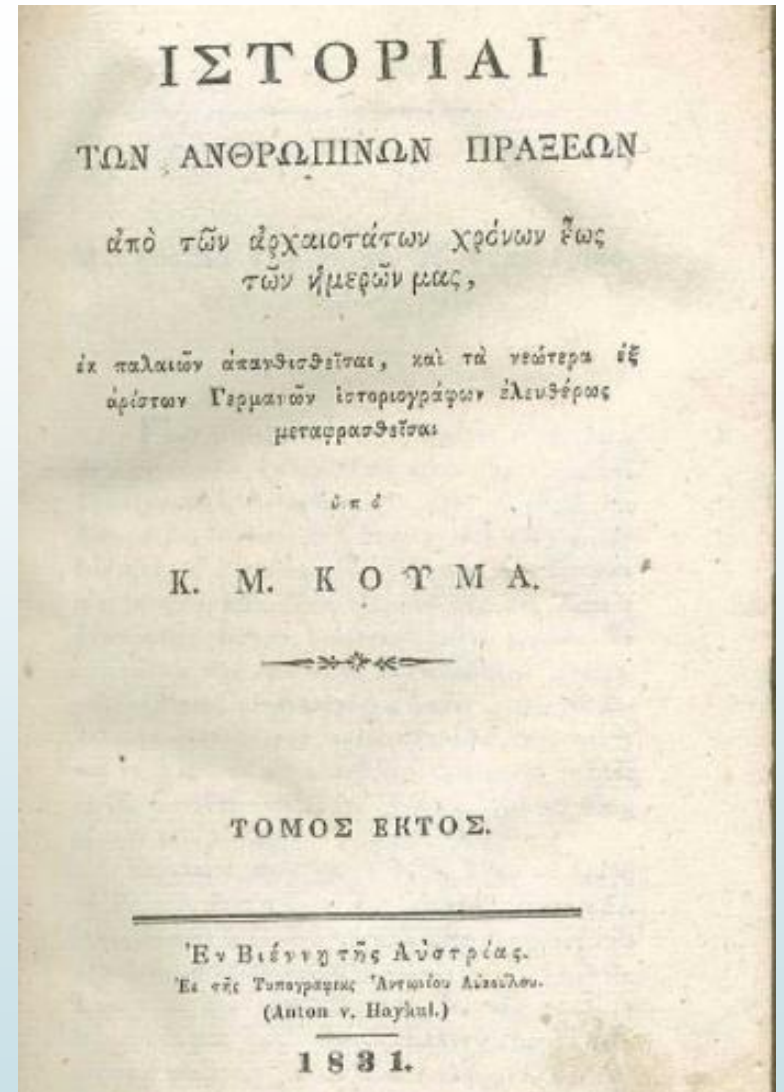 ΙΣΤΟΡΙΑΙ
ΤΩΝ ΑΝΘΡΩΠΙΝΩΝ ΠΡΑΞΕΩΝ
ἀπὸ τῶν ἀρχαιοτάτων χρόνων ἕως
τῶν ἡμερῶν μας,
ἐκ παλαιῶν ἀπανθισθεῖσαι, καὶ τὰ νεώτερα ἐξ
ἀρίστων Γερμανῶν ἱστοριογράφων ἐλευθέρως
μεταφρασθεῖσαι
ὑπὸ
Κ. Μ. ΚΟΥΜΑ.
ΤΟΜΟΣ ΕΚΤΟΣ.
Ἐν Βιέννῃ τῆς Αὐστρίας.
Ἐκ τῆς Τυπογραφίας Ἀντωνίου
(Anton v. Haykul.)
1831.